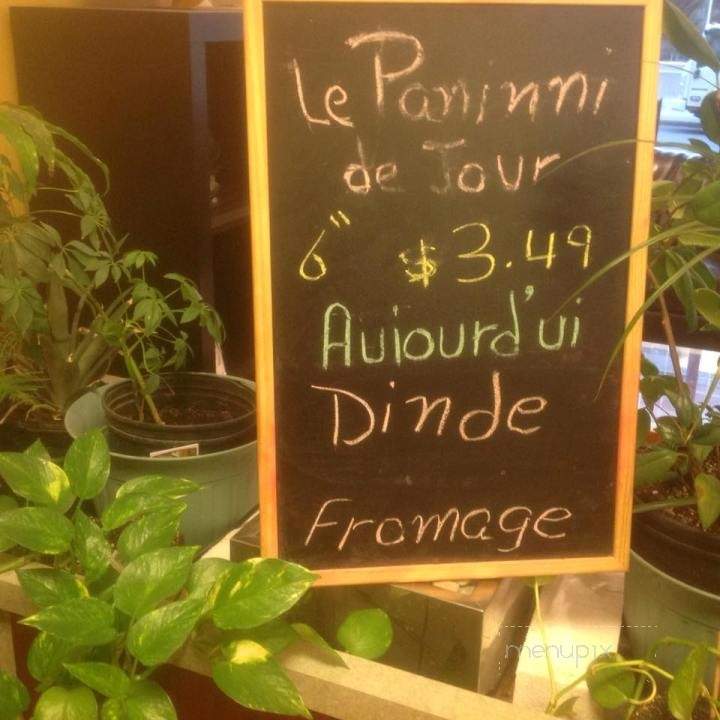 Le Paninni
de Jour
6" $3.49
Aujourd'ui
Dinde
Fromage
menupix